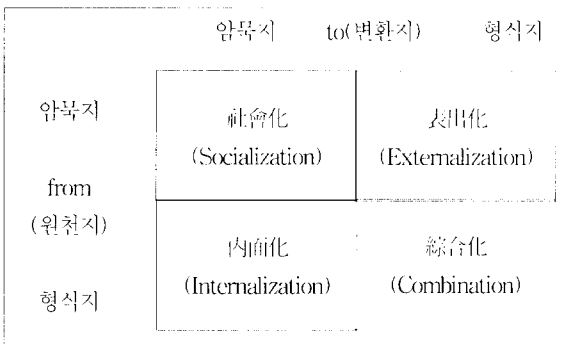 암묵지 to(변환지) 형식지
암묵지 社會化 表出化
(Socialization) (Externalization)
from
(원천지)
內面化 綜合化
(Internalization) (Combination)
형식지